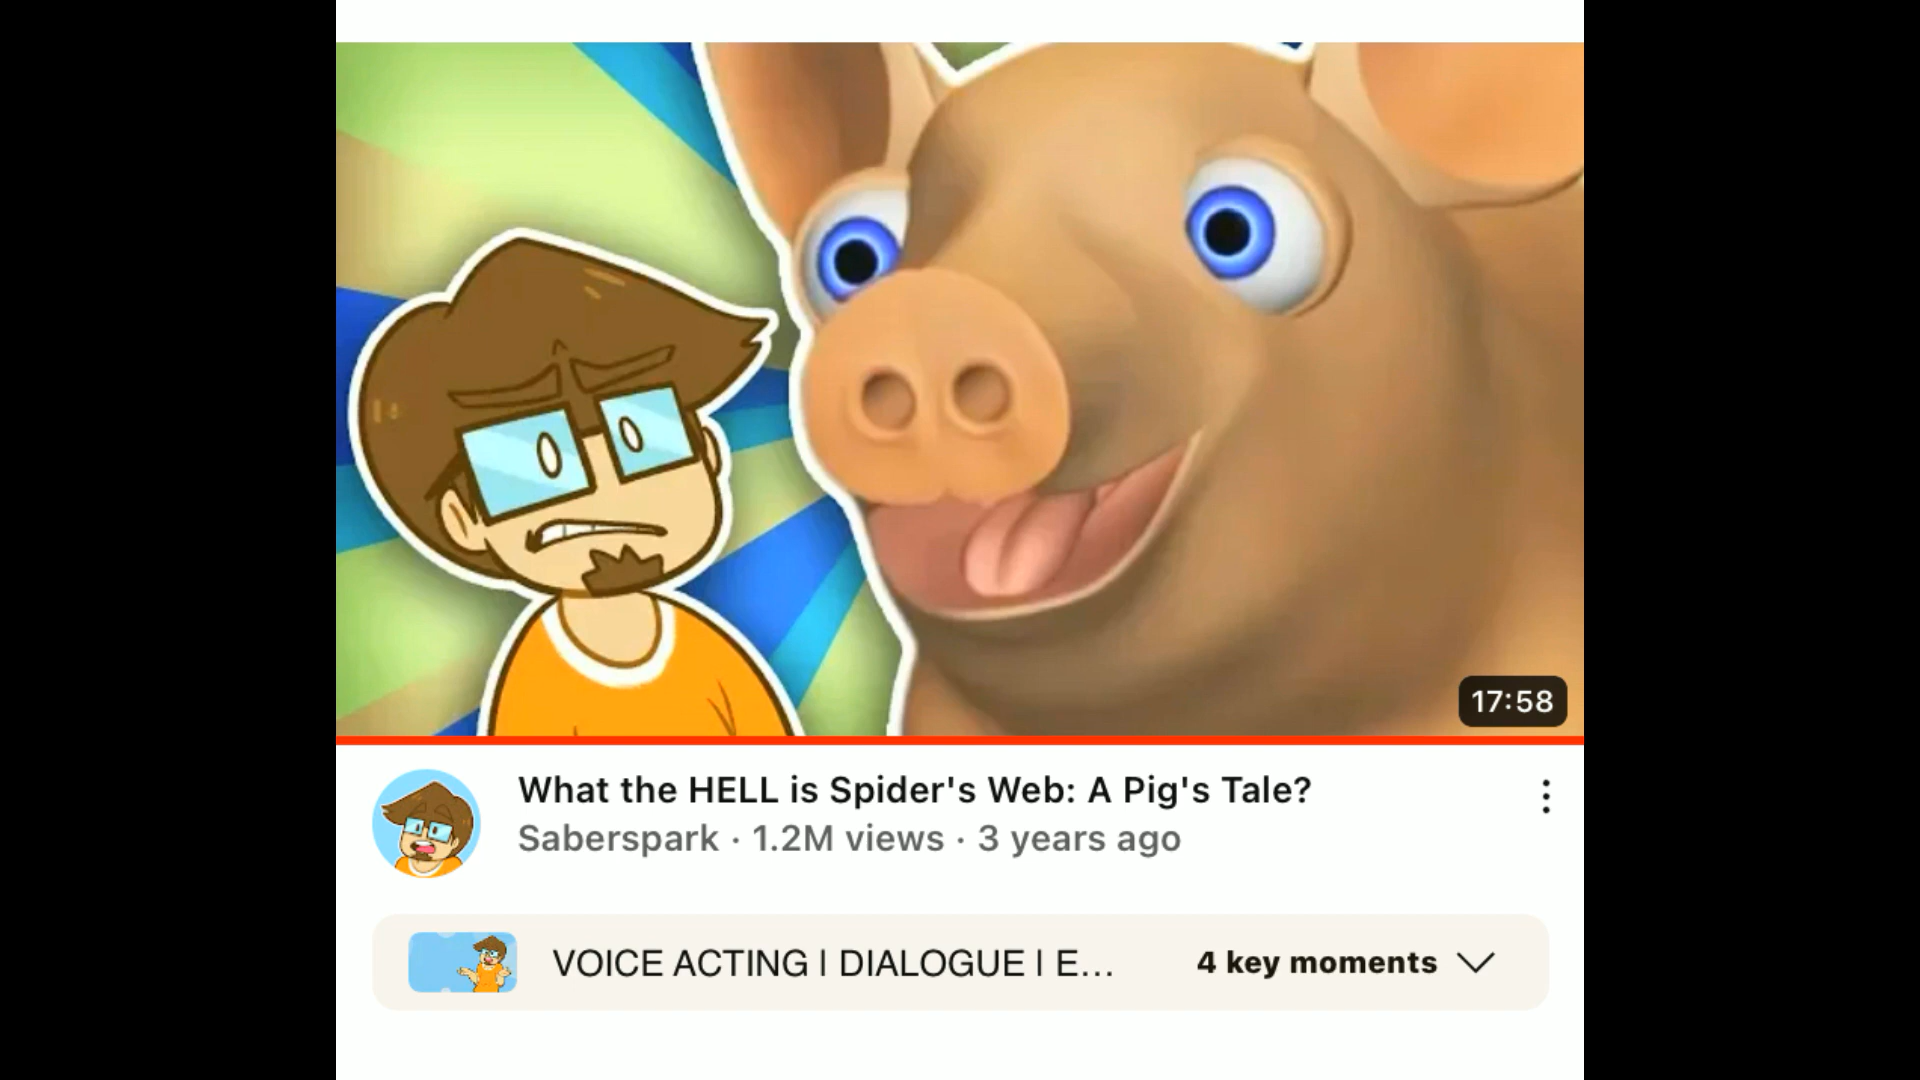 17:58
What the HELL is Spider's Web: A Pig's Tale?
Saberspark · 1.2M views · 3 years ago
VOICE ACTING | DIALOGUE | E... 4 key moments